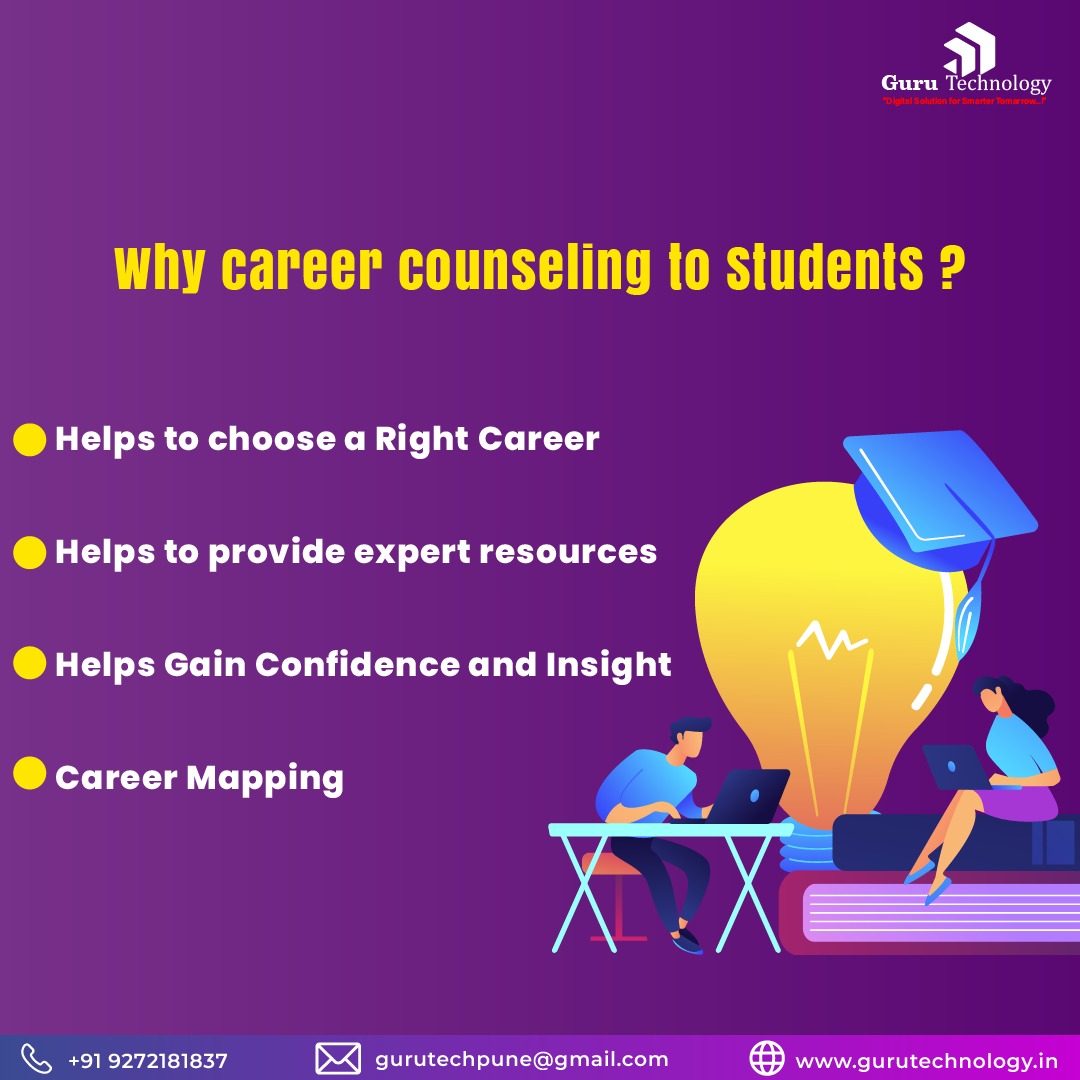 Guru Technology
"Digital Solution for Smarter Tomarrow...!"
Why career counseling to students ?
Helps to choose a Right Career
Helps to provide expert resources
Helps Gain Confidence and Insight
Career Mapping
+91 9272181837
gurutechpune@gmail.com
www.gurutechnology.in